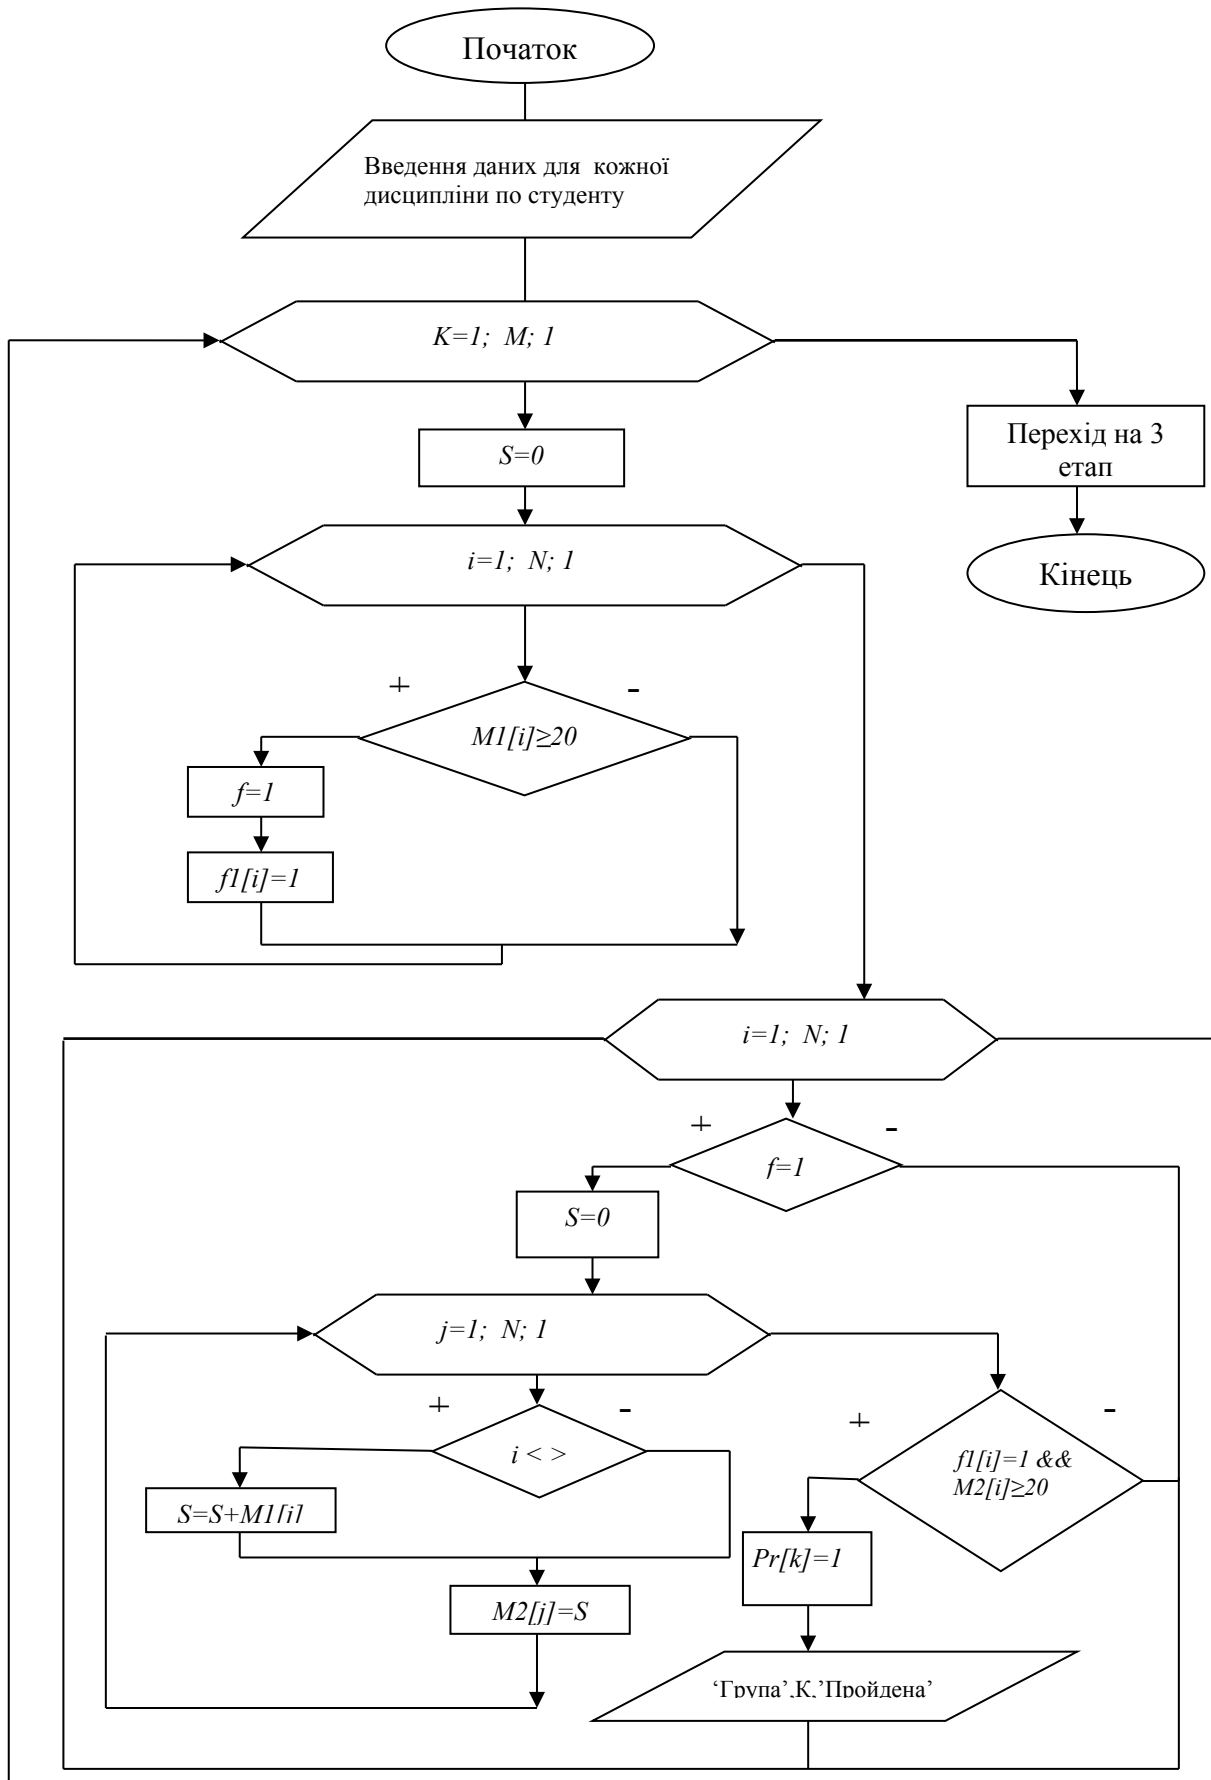 Початок
Введення даних для кожної
дисципліни по студенту
K=1; M; 1
S=0
Перехід на 3
етап
i=1; N; 1
Кінець
+
-
M1[i]≥20
f=1
f1[i]=1
i=1; N; 1
+
-
f=1
S=0
j=1; N; 1
+
-
i < >
+
-
f1[i]=1 &&
M2[i]≥20
S=S+M1[i]
Pr[k]=1
M2[j]=S
‘Група’,К,’Пройдена’